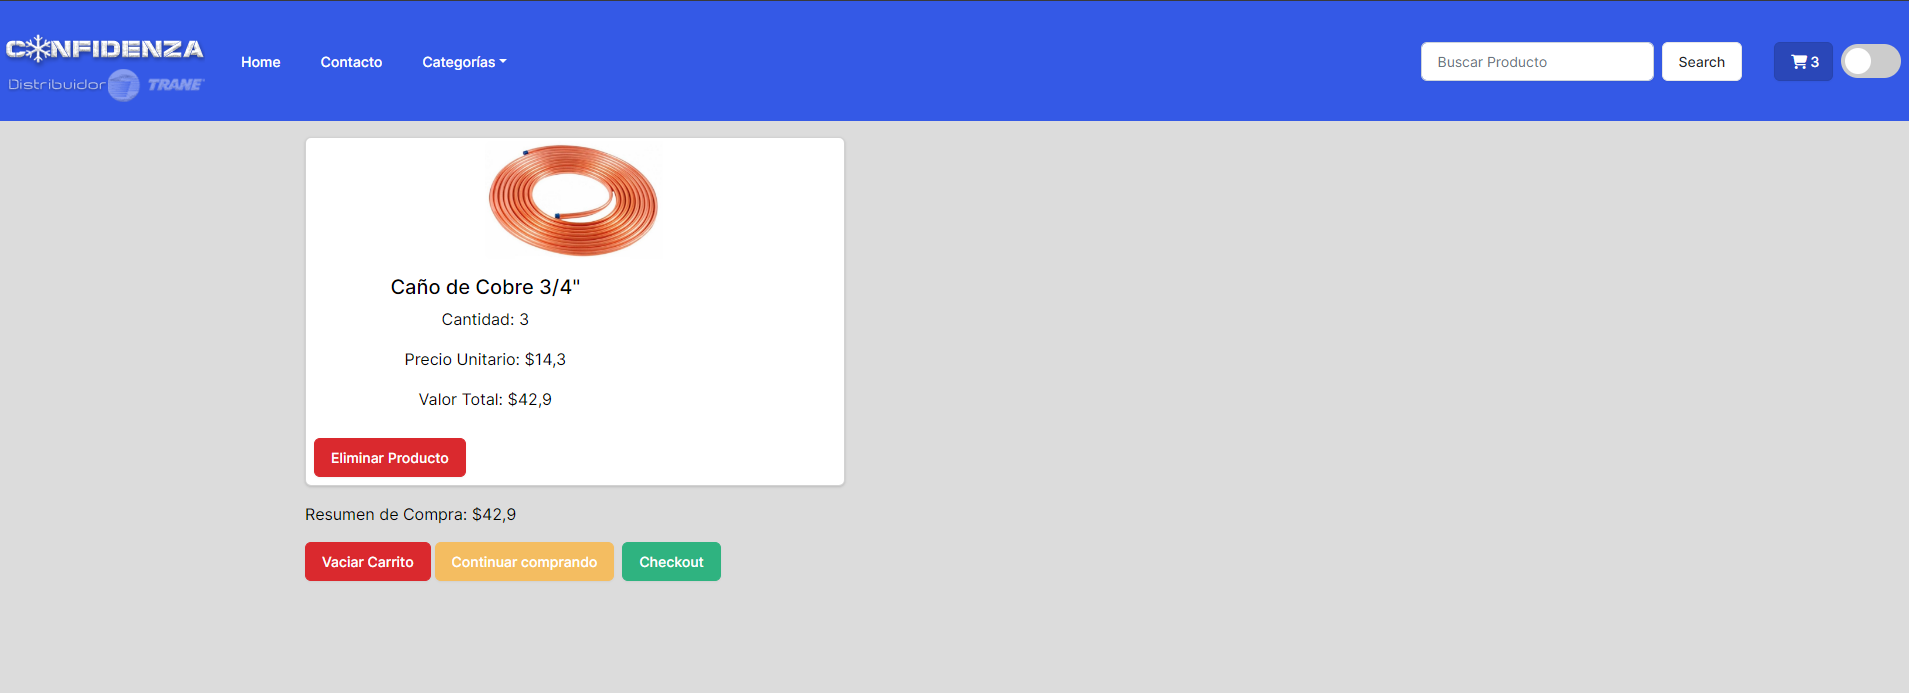 CONFIDENZA
Distribuidor TRANE
Home Contacto Categorías
Buscar Producto Search 3
Caño de Cobre 3/4"
Cantidad: 3
Precio Unitario: $14,3
Valor Total: $42,9
Eliminar Producto
Resumen de Compra: $42,9
Vaciar Carrito Continuar comprando Checkout